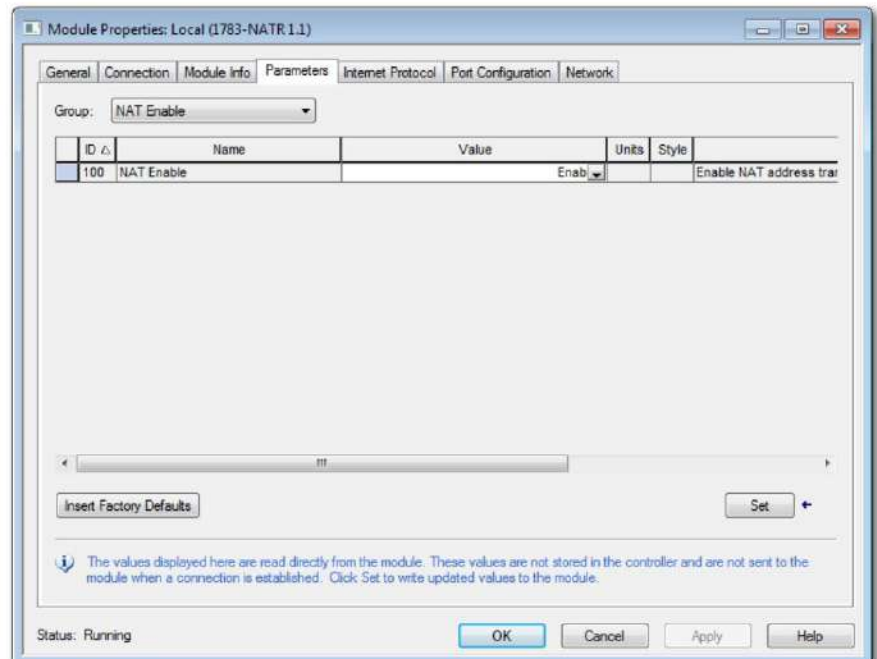 Module Properties: Local (1783-NATR 1.1)
General Connection Module Info Parameters Internet Protocol Port Configuration Network
Group: NAT Enable
ID Name Value Units Style
100 NAT Enable Enab Enable NAT address tran
Insert Factory Defaults Set
The values displayed here are read directly from the module. These values are not stored in the controller and are not sent to the
module when a connection is established. Click Set to write updated values to the module.
Status: Running OK Cancel Apply Help